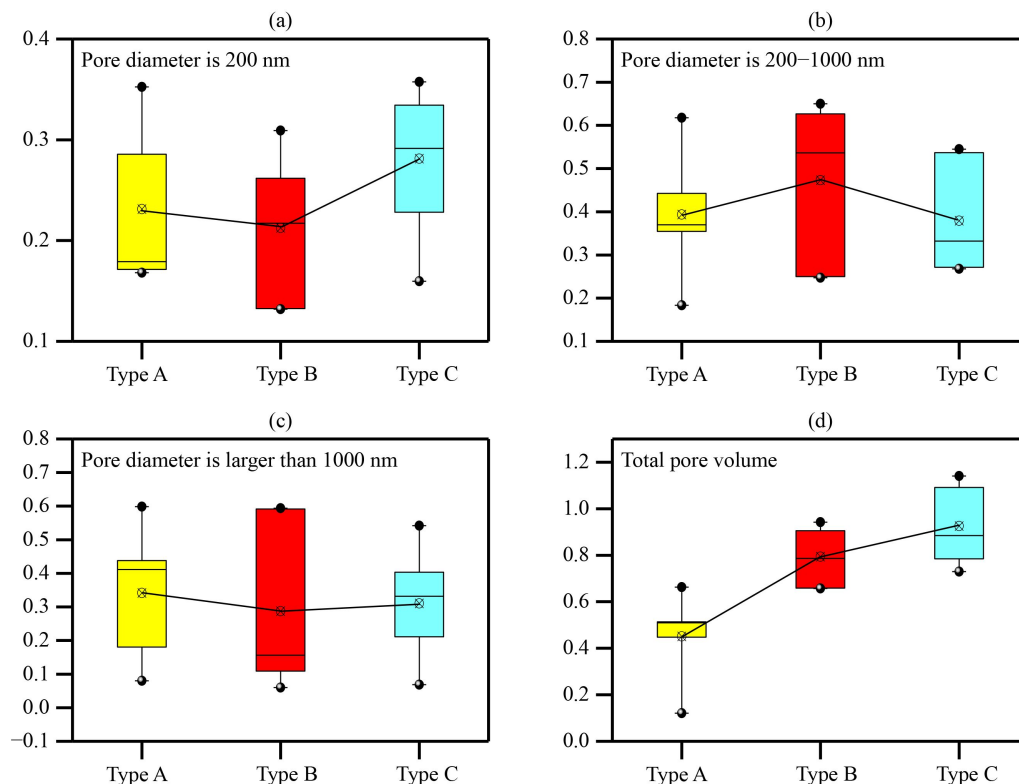 (a)
Pore diameter is 200 nm
0.4
0.3
0.2
0.1
Type A
Type B
Type C
(b)
Pore diameter is 200−1000 nm
0.8
0.7
0.6
0.5
0.4
0.3
0.2
0.1
Type A
Type B
Type C
(c)
Pore diameter is larger than 1000 nm
0.8
0.7
0.6
0.5
0.4
0.3
0.2
0.1
0.0
−0.1
Type A
Type B
Type C
(d)
Total pore volume
1.2
1.0
0.8
0.6
0.4
0.2
0.0
Type A
Type B
Type C